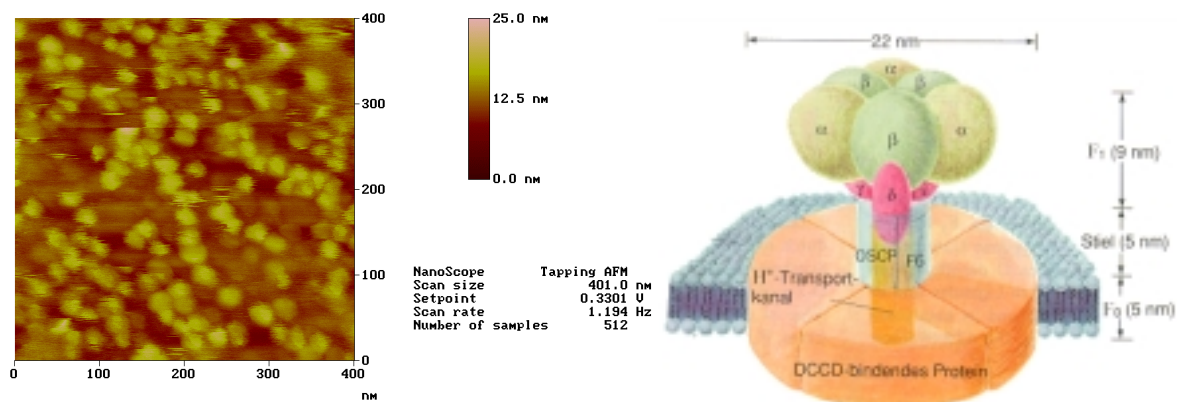 400
300
200
100
0
0
100
200
300
400
nm
25.0 nm
12.5 nm
0.0 nm
NanoScope Tapping AFM
Scan size 401.0 nm
Setpoint 0.3301 V
Scan rate 1.194 Hz
Number of samples 512
22 nm
α
β
β
α
β
α
γ
δ
F₁ (9 nm)
Stiel (5 nm)
OSCP
F6
H⁺-Transport-
kanal
F₀ (5 nm)
DCCD-bindendes Protein